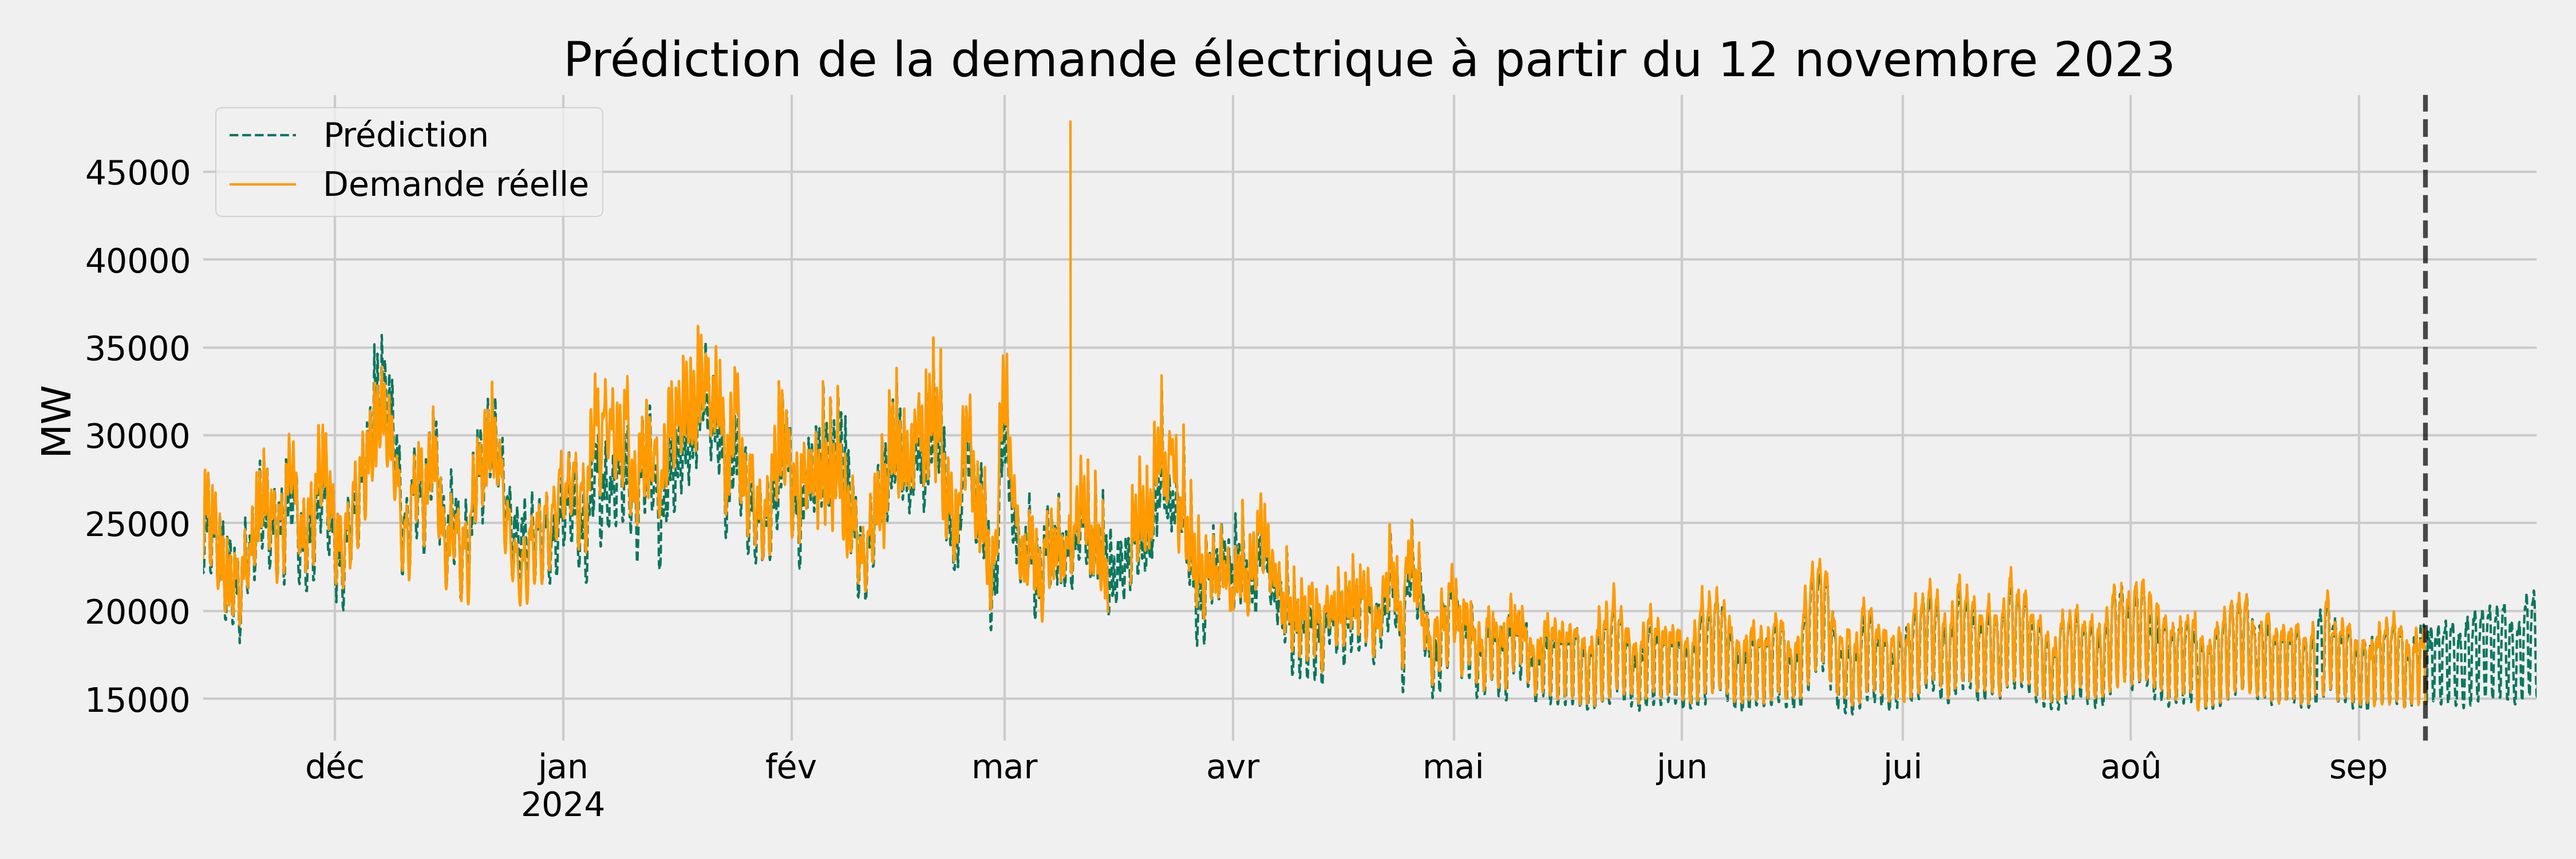 Prédiction de la demande électrique à partir du 12 novembre 2023
Prédiction
Demande réelle
MW
45000
40000
35000
30000
25000
20000
15000
déc
jan
2024
fév
mar
avr
mai
jun
jui
aoû
sep